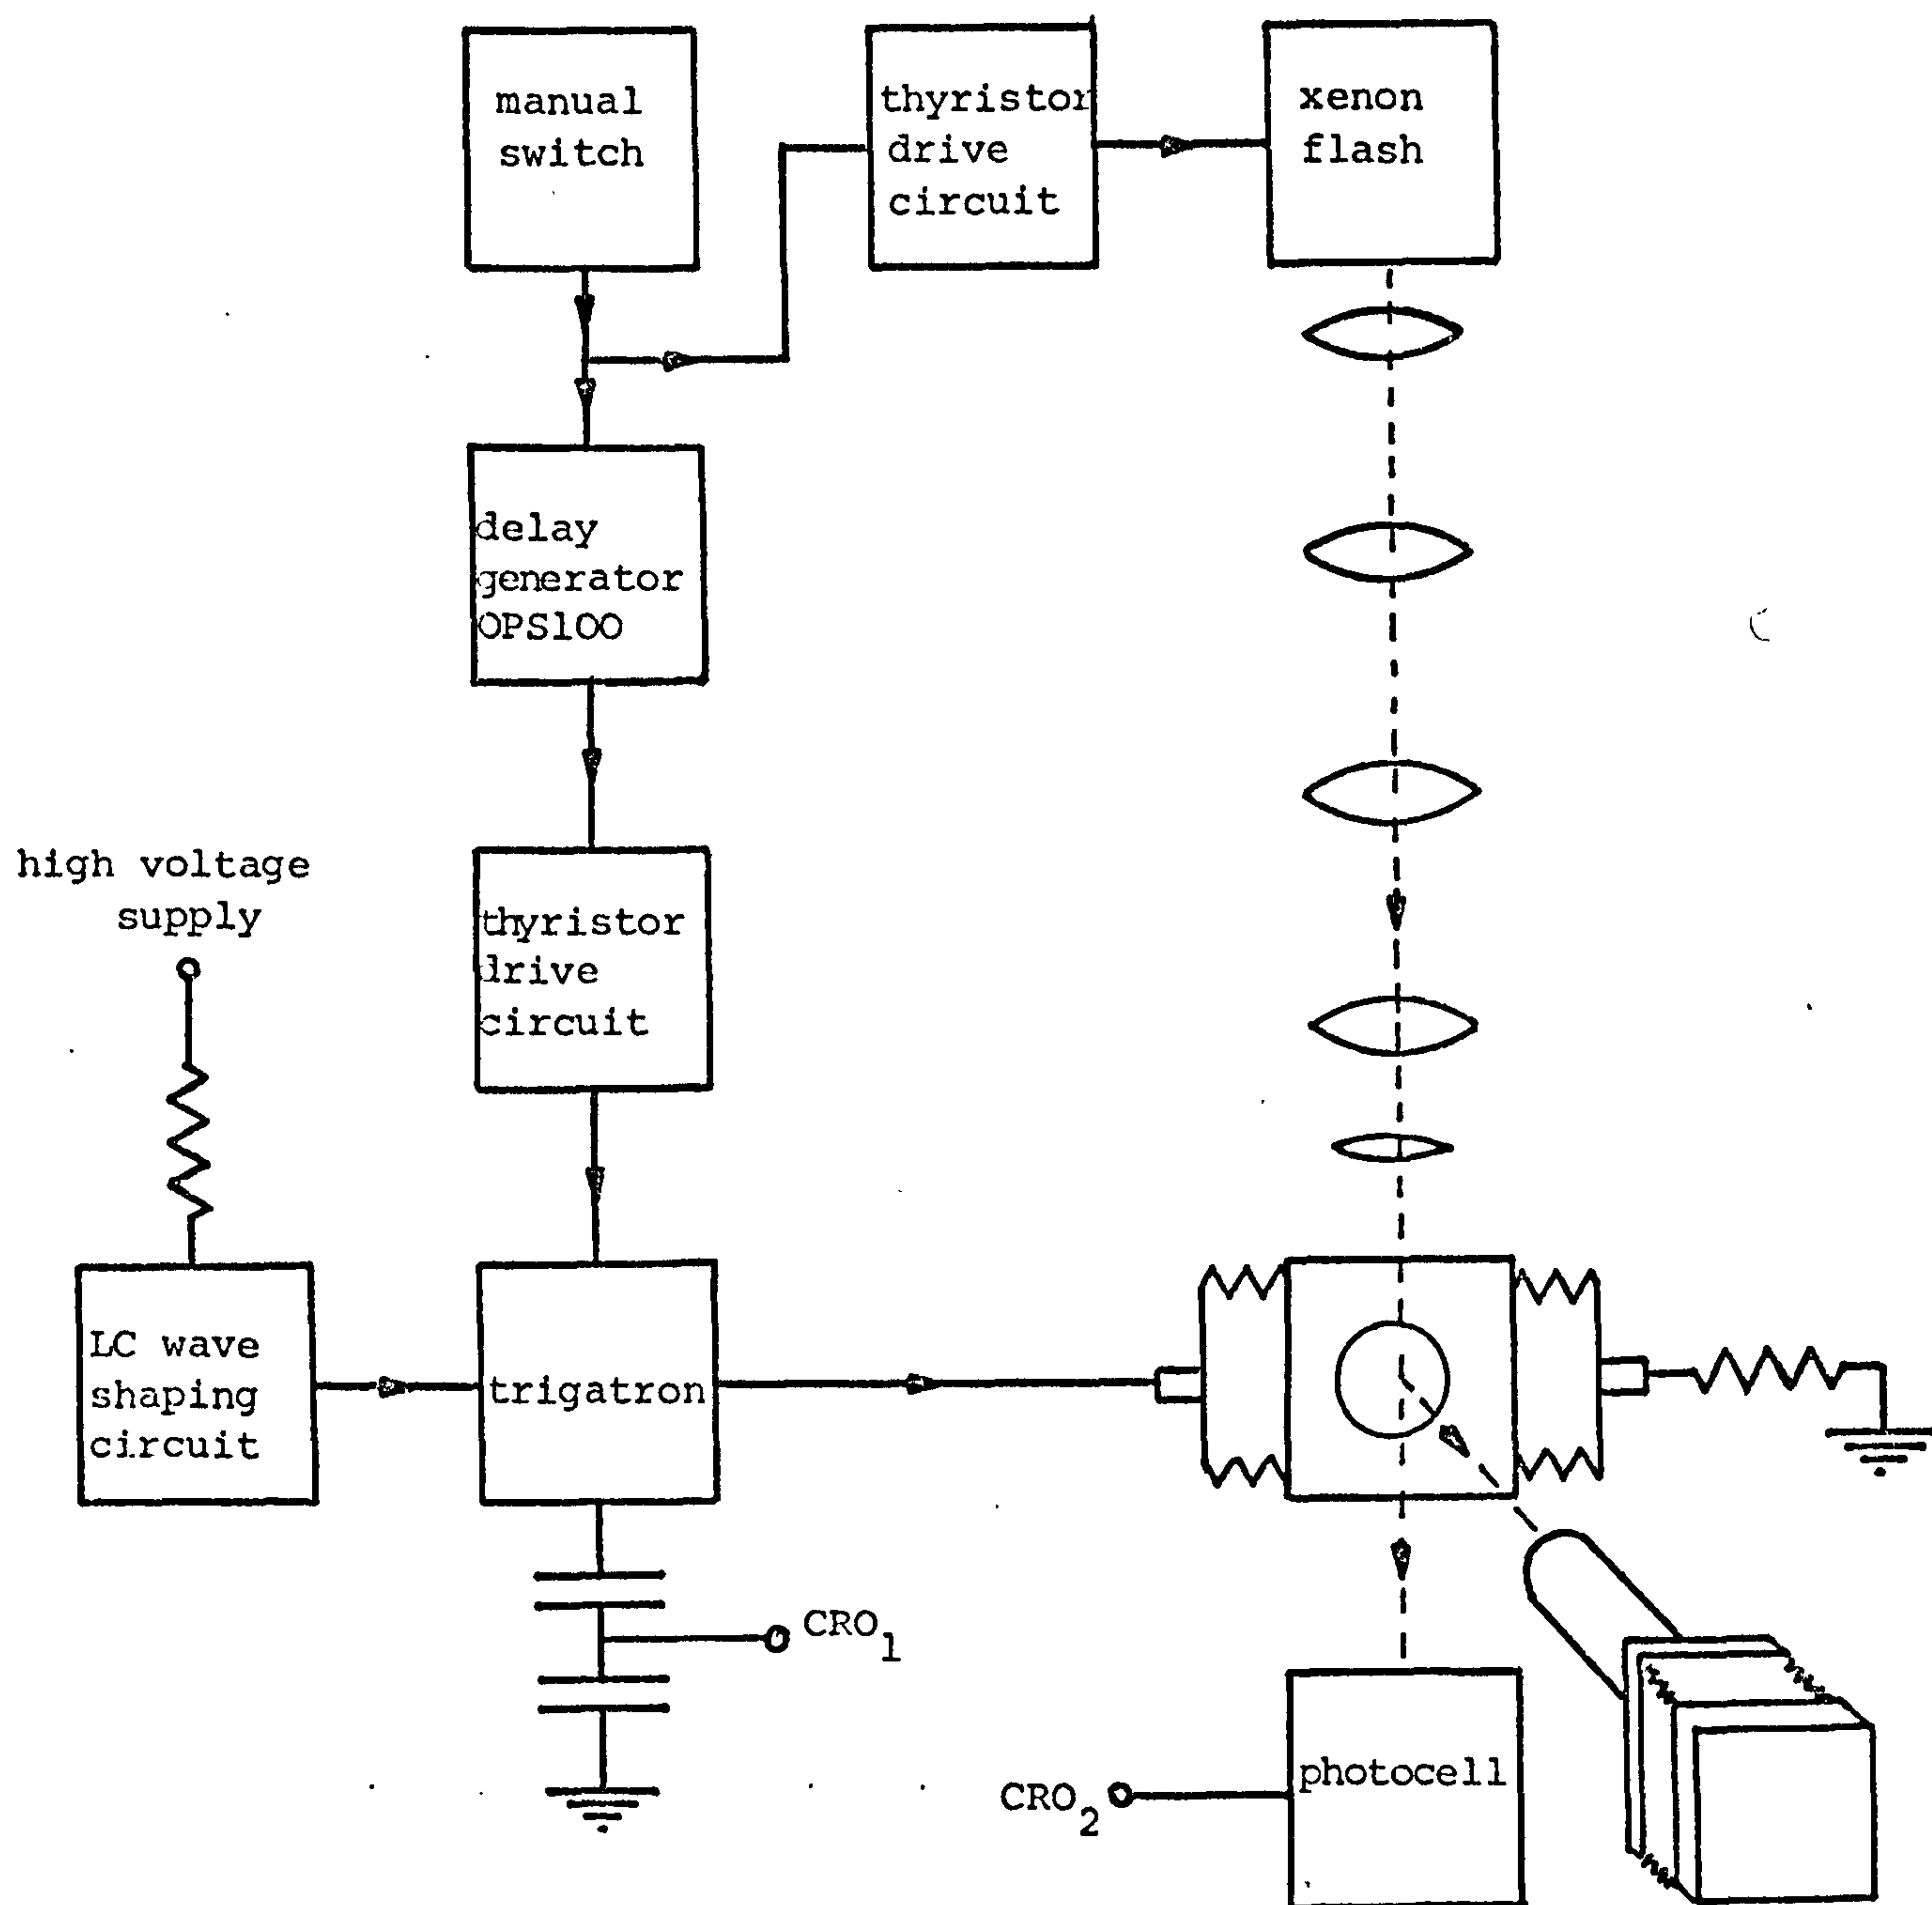 manual
switch
thyristor
drive
circuit
xenon
flash
delay
generator
OPS100
high voltage
supply
thyristor
drive
circuit
LC wave
shaping
circuit
trigatron
CRO1
photocell
CRO2